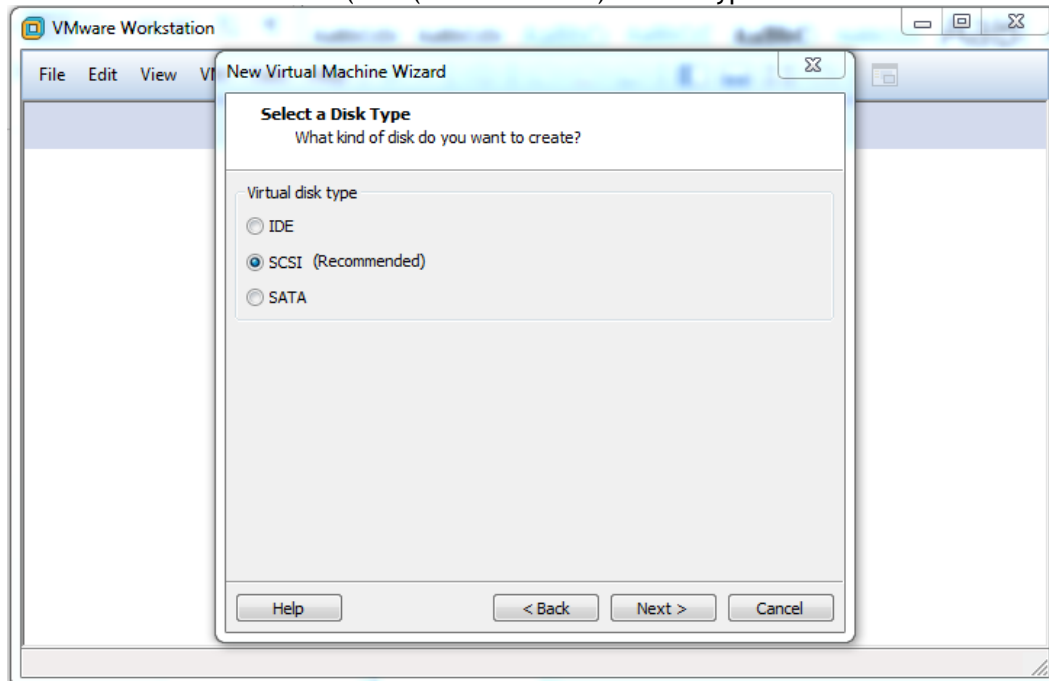 VMware Workstation
File Edit View
New Virtual Machine Wizard
Select a Disk Type
What kind of disk do you want to create?
Virtual disk type
IDE
SCSI (Recommended)
SATA
Help < Back Next > Cancel